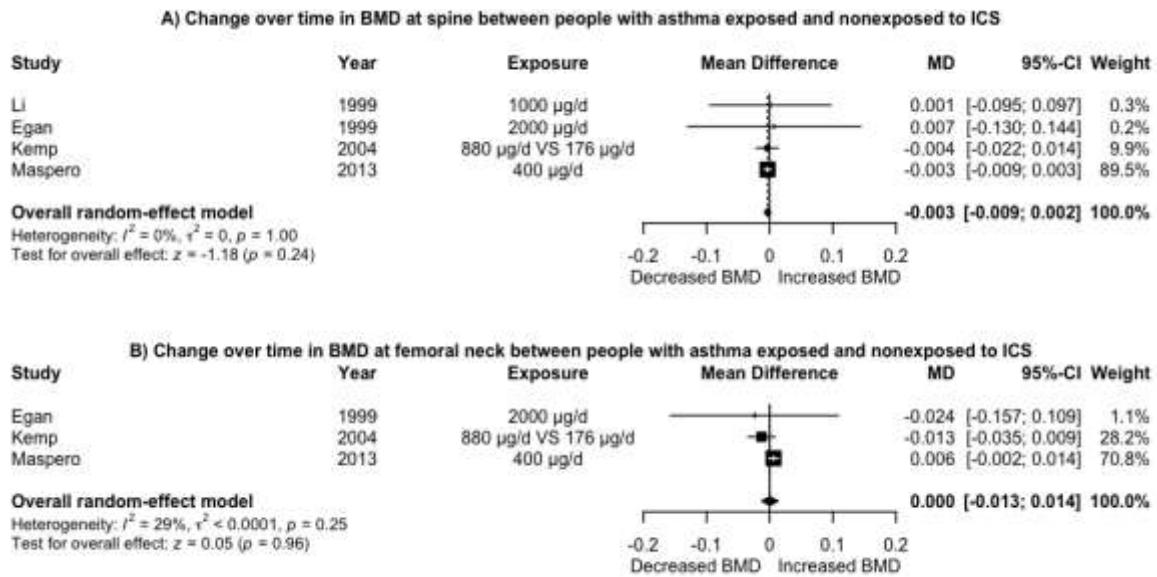 A) Change over time in BMD at spine between people with asthma exposed and nonexposed to ICS
Study Year Exposure Mean Difference MD 95%-CI Weight
Li 1999 1000 µg/d 0.001 [-0.095; 0.097] 0.3%
Egan 1999 2000 µg/d 0.007 [-0.130; 0.144] 0.2%
Kemp 2004 880 µg/d VS 176 µg/d -0.004 [-0.022; 0.014] 9.9%
Maspero 2013 400 µg/d -0.003 [-0.009; 0.003] 89.5%
Overall random-effect model -0.003 [-0.009; 0.002] 100.0%
Heterogeneity: I² = 0%, τ² = 0, p = 1.00
Test for overall effect: z = -1.18 (p = 0.24)
-0.2 -0.1 0 0.1 0.2
Decreased BMD Increased BMD
B) Change over time in BMD at femoral neck between people with asthma exposed and nonexposed to ICS
Study Year Exposure Mean Difference MD 95%-CI Weight
Egan 1999 2000 µg/d -0.024 [-0.157; 0.109] 1.1%
Kemp 2004 880 µg/d VS 176 µg/d -0.013 [-0.035; 0.009] 28.2%
Maspero 2013 400 µg/d 0.006 [-0.002; 0.014] 70.8%
Overall random-effect model 0.000 [-0.013; 0.014] 100.0%
Heterogeneity: I² = 29%, τ² < 0.0001, p = 0.25
Test for overall effect: z = 0.05 (p = 0.96)
-0.2 -0.1 0 0.1 0.2
Decreased BMD Increased BMD